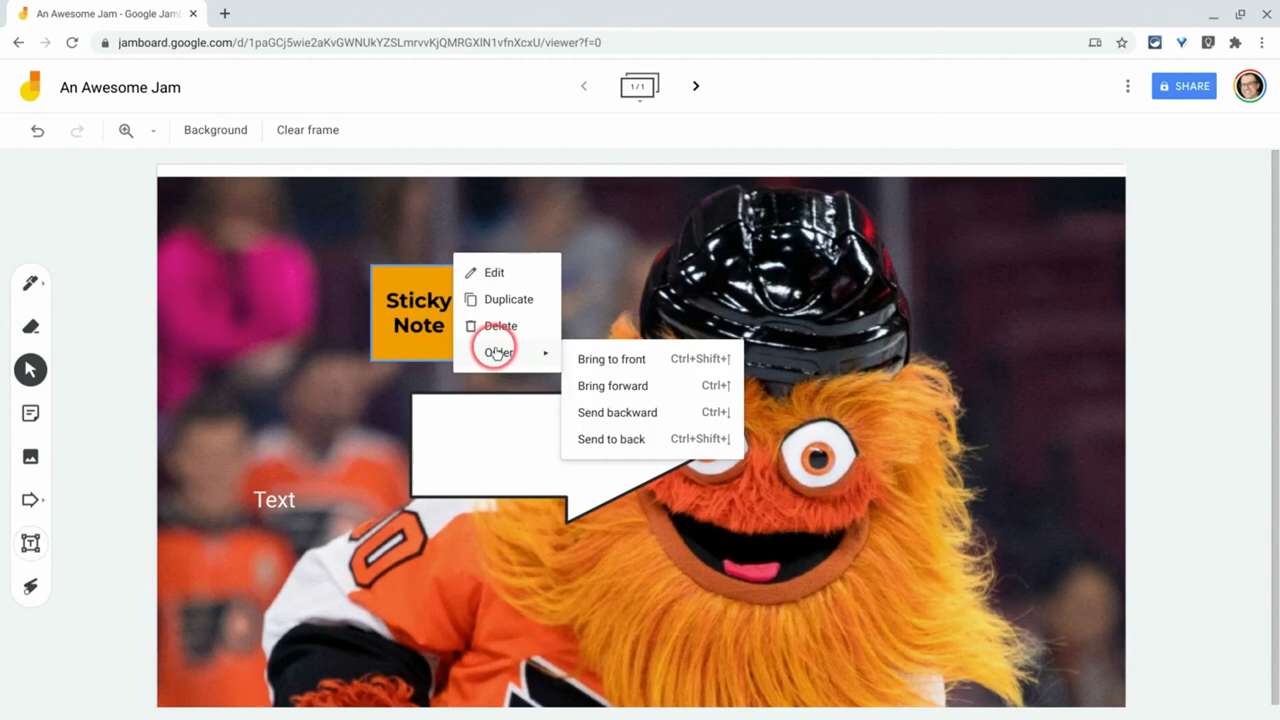 An Awesome Jam - Google Jam
jamboard.google.com/d/1paGCj5wie2aKvGWNUkYZSLmrvvKjQMRGXIN1vfnXcxU/viewer?f=0
An Awesome Jam
1/1
SHARE
Background
Clear frame
Edit
Duplicate
Delete
Order
Bring to front Ctrl+Shift+↑
Bring forward Ctrl+↑
Send backward Ctrl+↓
Send to back Ctrl+Shift+↓
Sticky
Note
Text
0